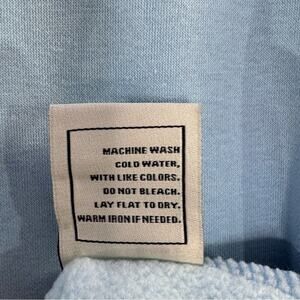 MACHINE WASH
COLD WATER,
WITH LIKE COLORS.
DO NOT BLEACH.
LAY FLAT TO DRY.
WARM IRON IF NEEDED.